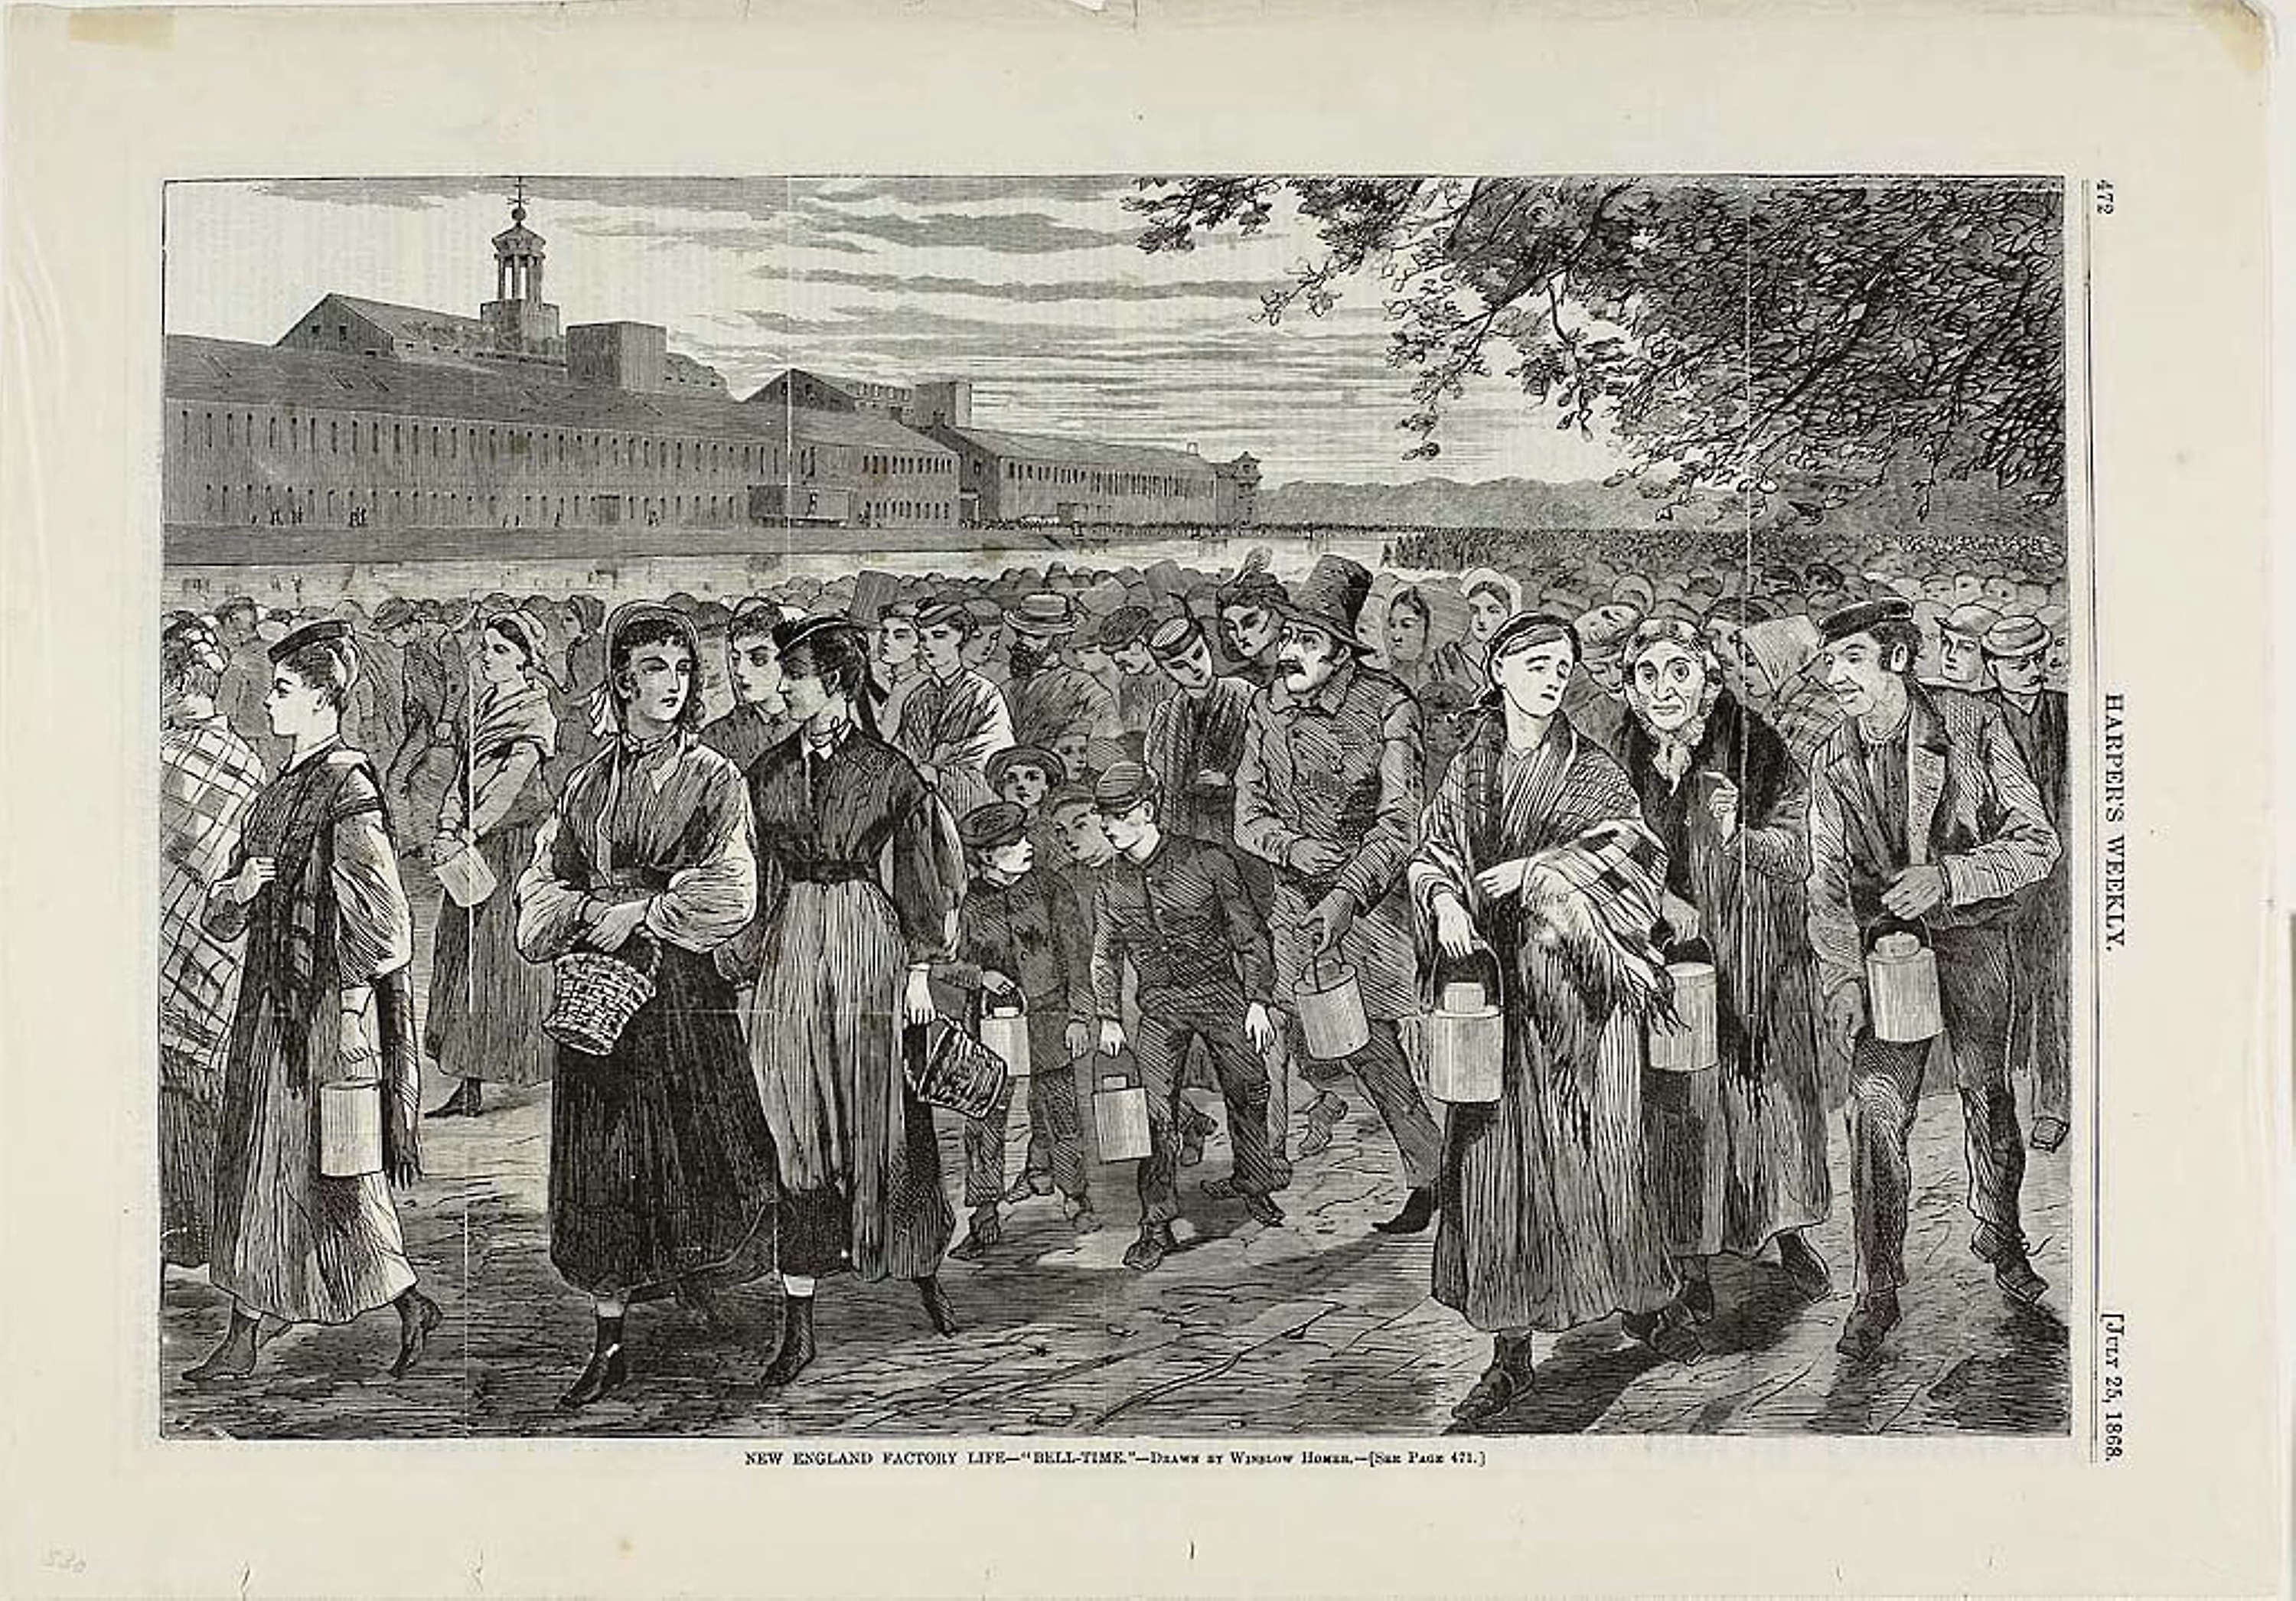 472
HARPER'S WEEKLY.
[JULY 25, 1868.
NEW ENGLAND FACTORY LIFE—"BELL-TIME."—DRAWN BY WINSLOW HOMER.—[SEE PAGE 471.]
530